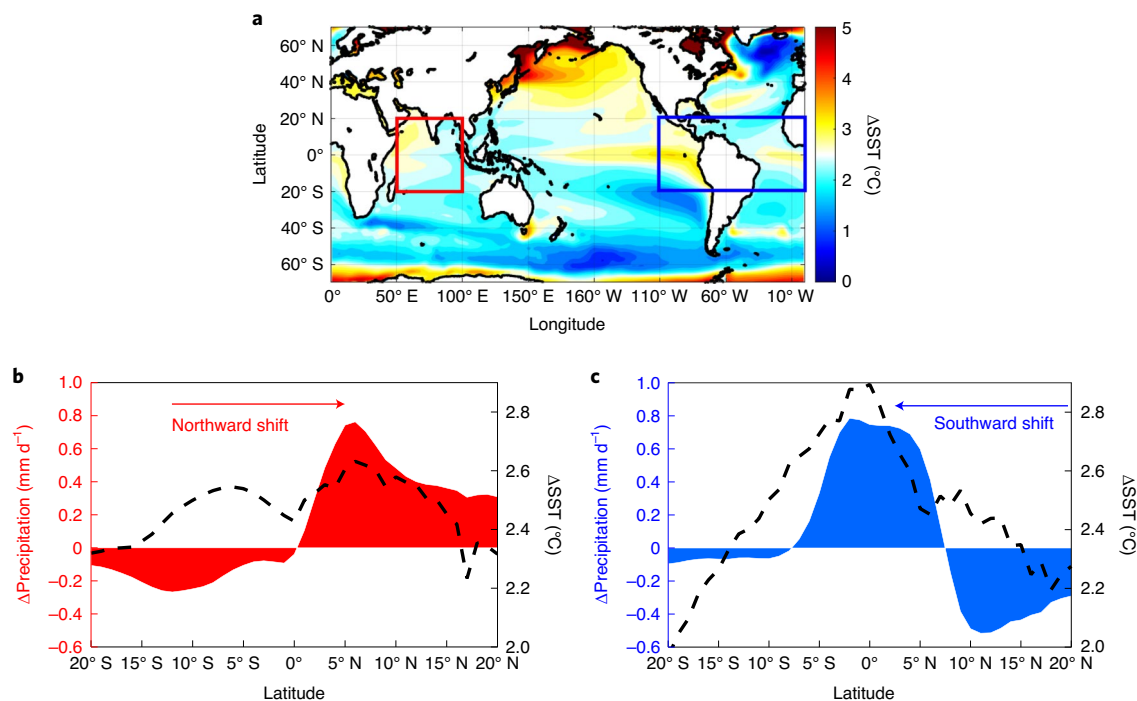 a
60° N
40° N
20° N
0°
20° S
40° S
60° S
Latitude
0° 50° E 100° E 150° E 160° W 110° W 60° W 10° W
Longitude
5
4
3
2
1
0
ΔSST (°C)
b
1.0
0.8
0.6
0.4
0.2
0
−0.2
−0.4
−0.6
ΔPrecipitation (mm d⁻¹)
Northward shift
2.8
2.6
2.4
2.2
2.0
ΔSST (°C)
20° S 15° S 10° S 5° S 0° 5° N 10° N 15° N 20° N
Latitude
c
1.0
0.8
0.6
0.4
0.2
0
−0.2
−0.4
−0.6
ΔPrecipitation (mm d⁻¹)
Southward shift
2.8
2.6
2.4
2.2
2.0
ΔSST (°C)
20° S 15° S 10° S 5° S 0° 5° N 10° N 15° N 20° N
Latitude